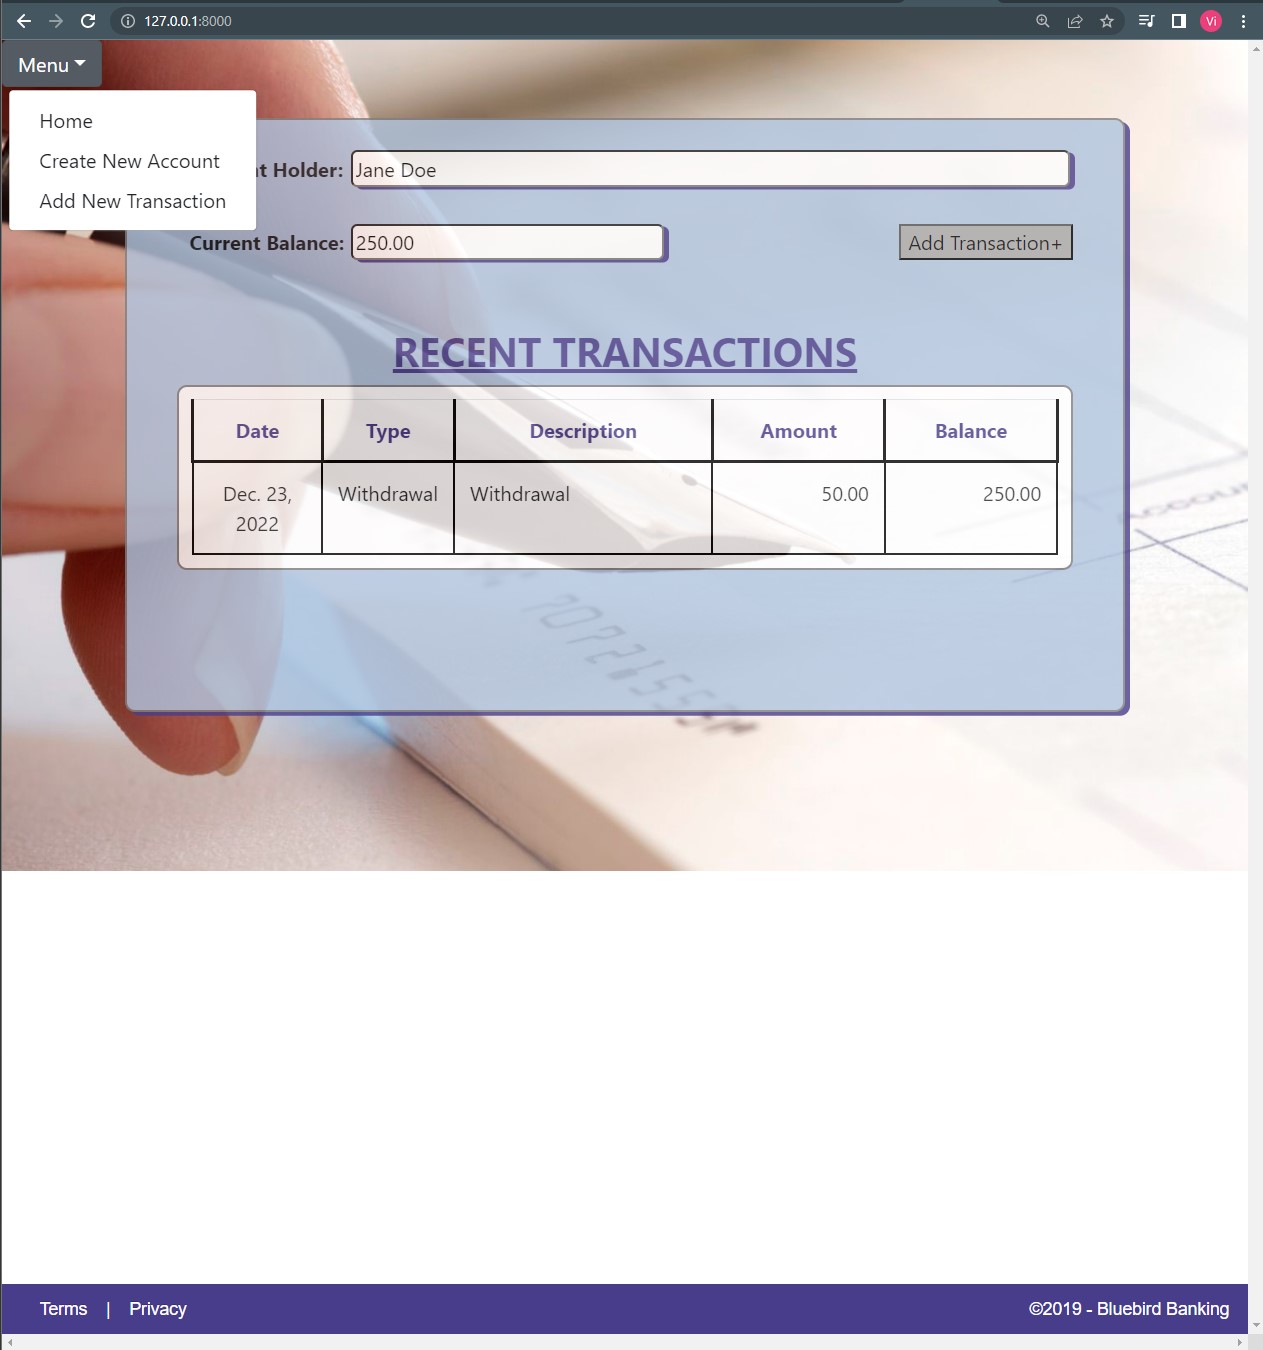 127.0.0.1:8000
Vi
Menu
Home
Create New Account
Add New Transaction
t Holder: Jane Doe
Current Balance: 250.00 Add Transaction+
RECENT TRANSACTIONS
Date Type Description Amount Balance
Dec. 23, Withdrawal Withdrawal 50.00 250.00
2022
Terms | Privacy ©2019 - Bluebird Banking